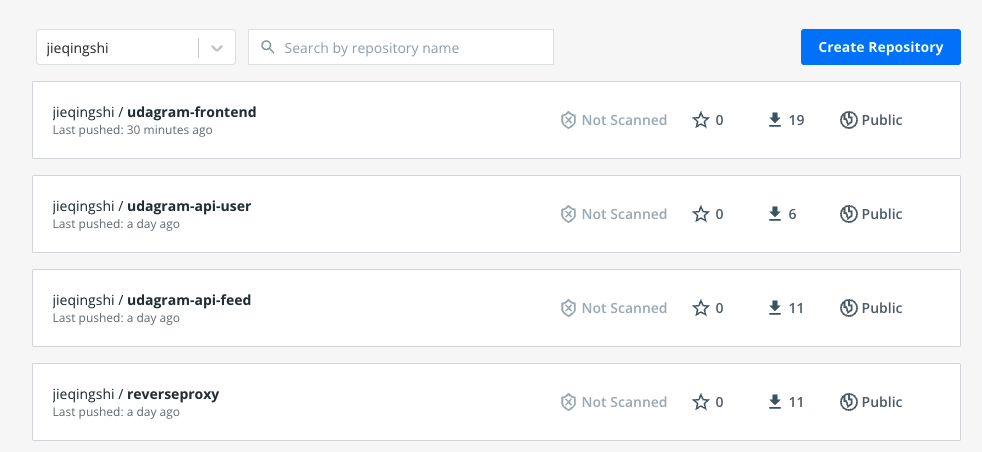 jieqingshi
Search by repository name
Create Repository
jieqingshi / udagram-frontend
Last pushed: 30 minutes ago
Not Scanned
0
19
Public
jieqingshi / udagram-api-user
Last pushed: a day ago
Not Scanned
0
6
Public
jieqingshi / udagram-api-feed
Last pushed: a day ago
Not Scanned
0
11
Public
jieqingshi / reverseproxy
Last pushed: a day ago
Not Scanned
0
11
Public